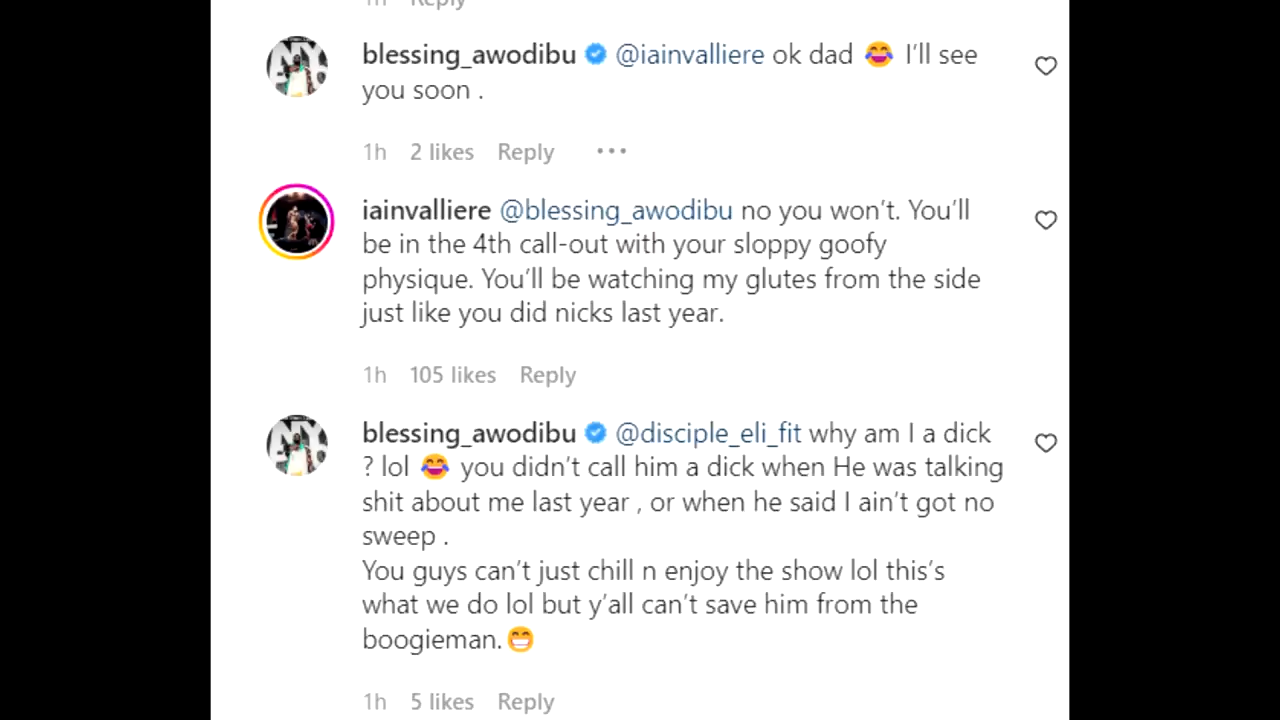 1h Reply
blessing_awodibu @iainvalliere ok dad 😂 I'll see
you soon .
1h 2 likes Reply •••
iainvalliere @blessing_awodibu no you won't. You'll
be in the 4th call-out with your sloppy goofy
physique. You'll be watching my glutes from the side
just like you did nicks last year.
1h 105 likes Reply
blessing_awodibu @disciple_eli_fit why am I a dick
? lol 😂 you didn't call him a dick when He was talking
shit about me last year , or when he said I ain't got no
sweep .
You guys can't just chill n enjoy the show lol this's
what we do lol but y'all can't save him from the
boogieman.😁
1h 5 likes Reply